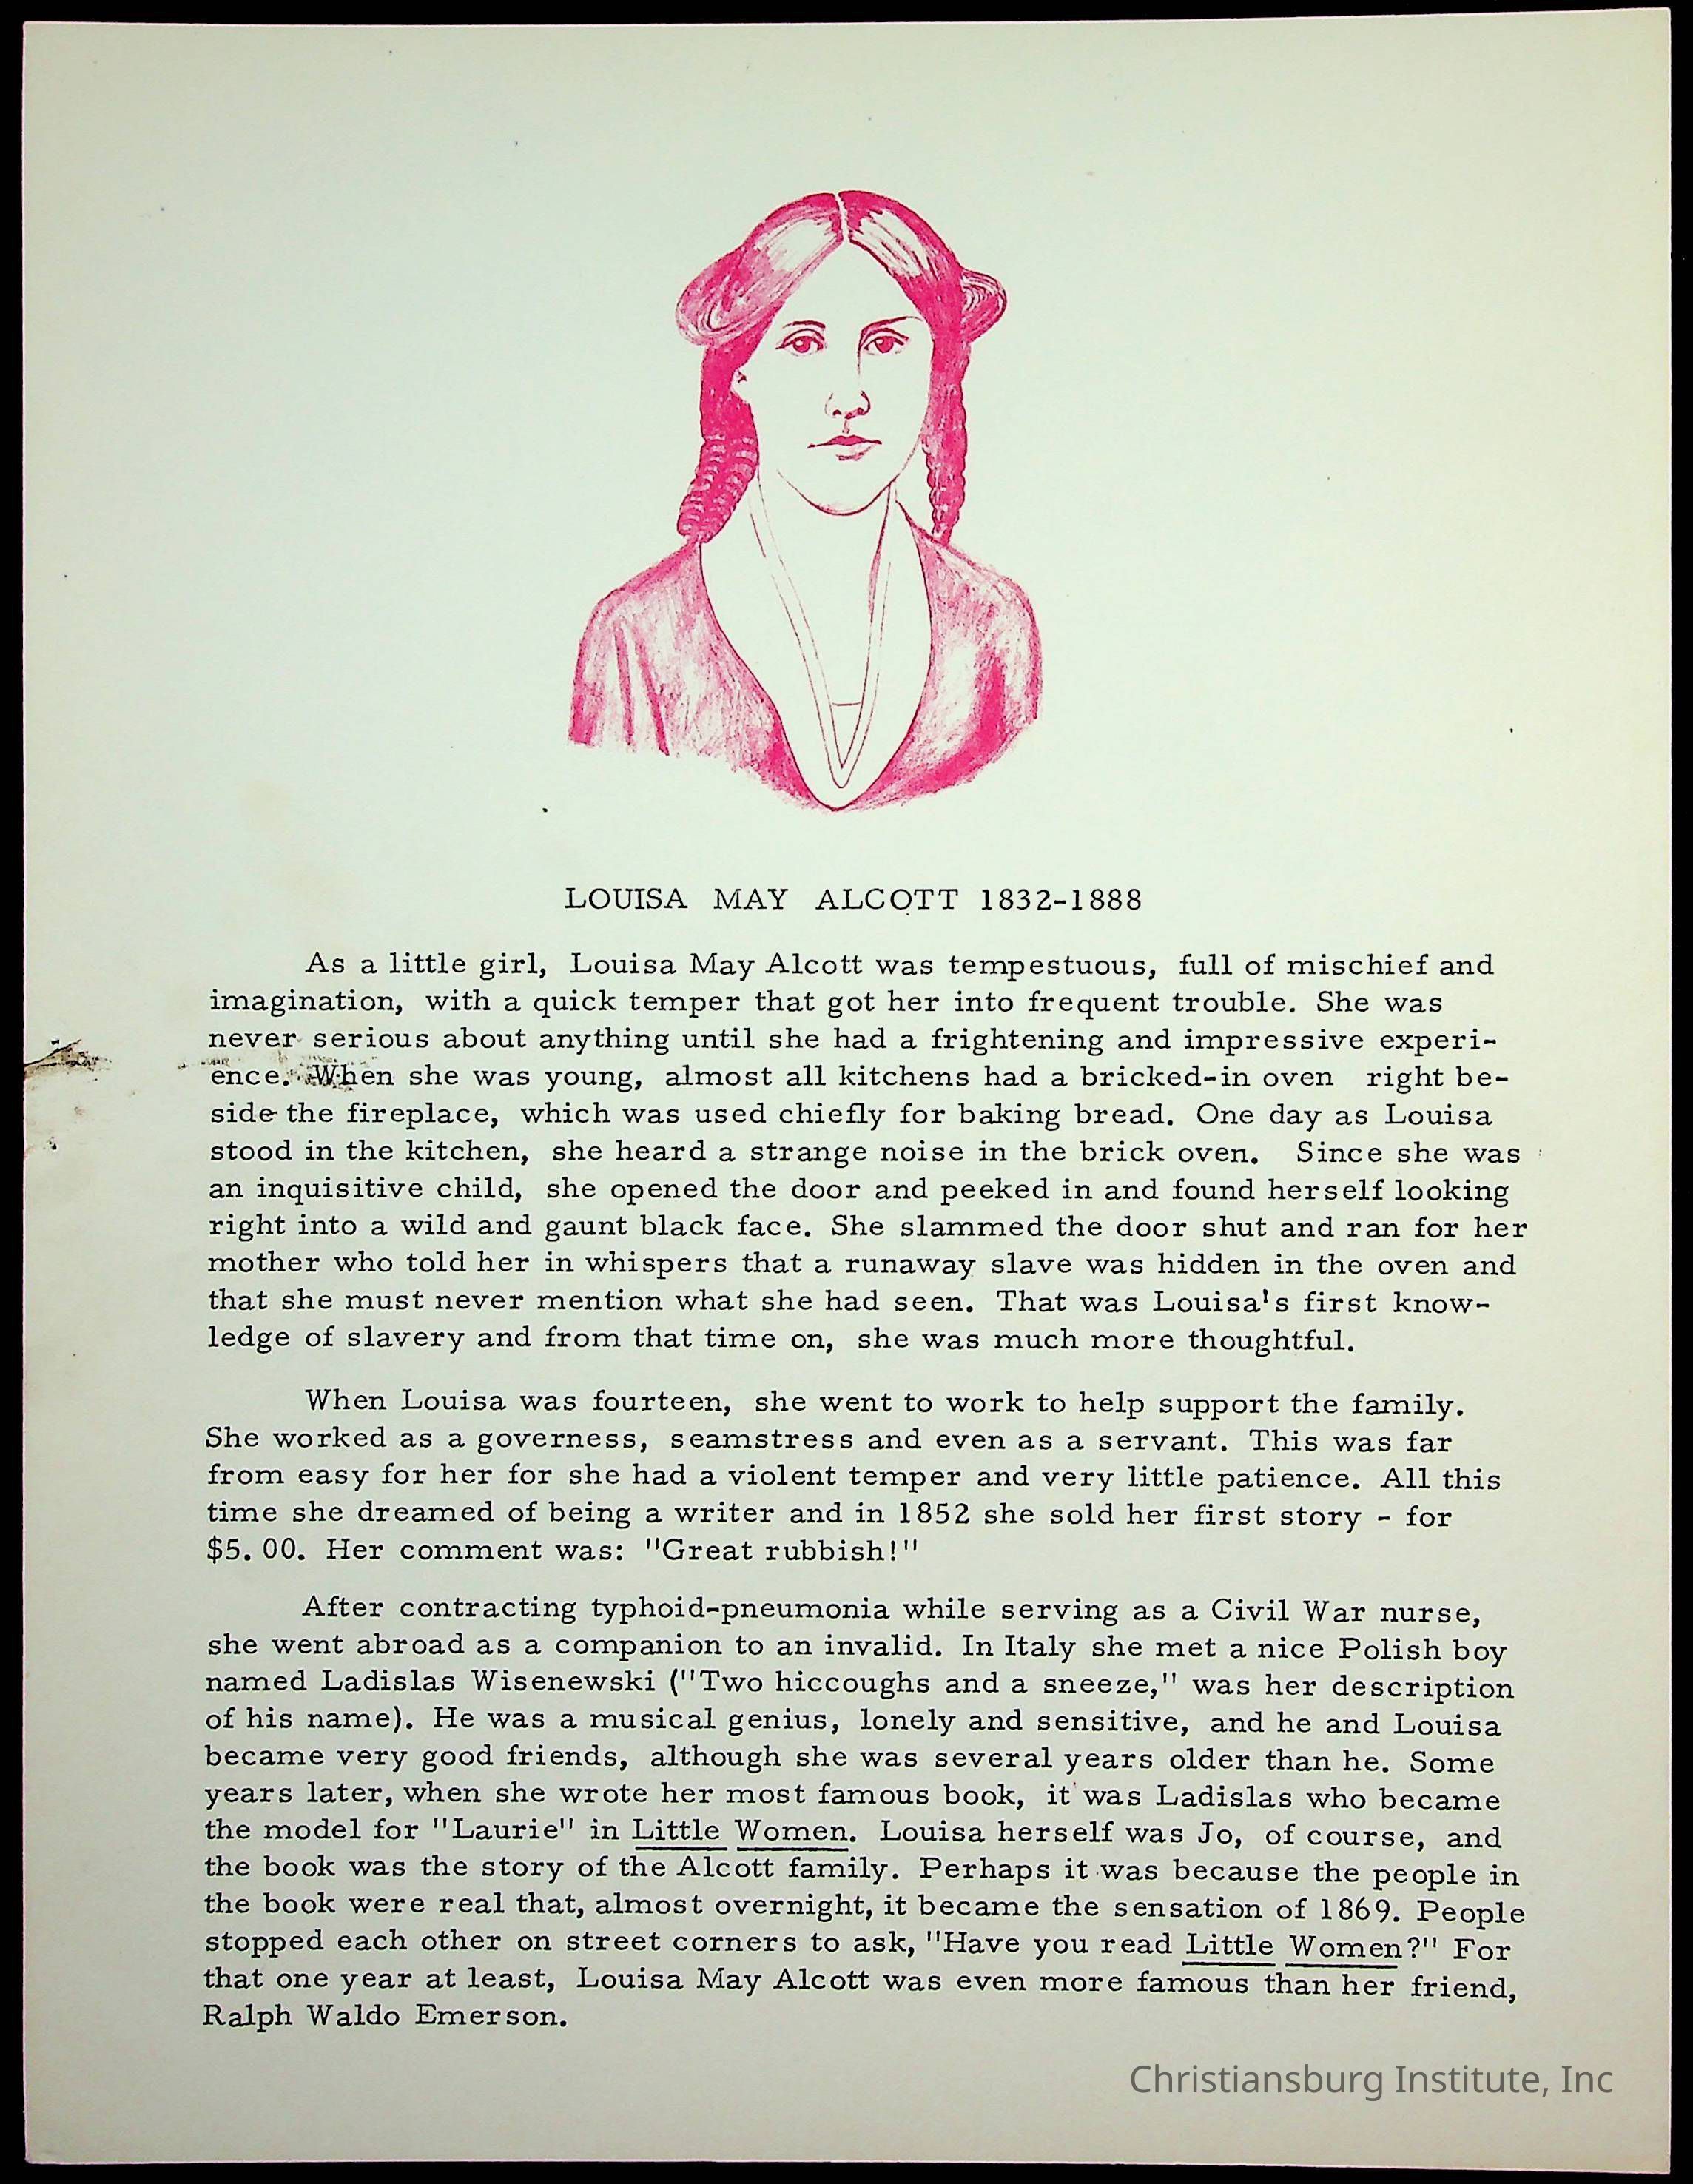 LOUISA MAY ALCOTT 1832-1888
As a little girl, Louisa May Alcott was tempestuous, full of mischief and
imagination, with a quick temper that got her into frequent trouble. She was
never serious about anything until she had a frightening and impressive experi-
ence. When she was young, almost all kitchens had a bricked-in oven right be-
side the fireplace, which was used chiefly for baking bread. One day as Louisa
stood in the kitchen, she heard a strange noise in the brick oven. Since she was
an inquisitive child, she opened the door and peeked in and found herself looking
right into a wild and gaunt black face. She slammed the door shut and ran for her
mother who told her in whispers that a runaway slave was hidden in the oven and
that she must never mention what she had seen. That was Louisa's first know-
ledge of slavery and from that time on, she was much more thoughtful.
When Louisa was fourteen, she went to work to help support the family.
She worked as a governess, seamstress and even as a servant. This was far
from easy for her for she had a violent temper and very little patience. All this
time she dreamed of being a writer and in 1852 she sold her first story - for
$5.00. Her comment was: "Great rubbish!"
After contracting typhoid-pneumonia while serving as a Civil War nurse,
she went abroad as a companion to an invalid. In Italy she met a nice Polish boy
named Ladislas Wisenewski ("Two hiccoughs and a sneeze," was her description
of his name). He was a musical genius, lonely and sensitive, and he and Louisa
became very good friends, although she was several years older than he. Some
years later, when she wrote her most famous book, it was Ladislas who became
the model for "Laurie" in Little Women. Louisa herself was Jo, of course, and
the book was the story of the Alcott family. Perhaps it was because the people in
the book were real that, almost overnight, it became the sensation of 1869. People
stopped each other on street corners to ask, "Have you read Little Women?" For
that one year at least, Louisa May Alcott was even more famous than her friend,
Ralph Waldo Emerson.
Christiansburg Institute, Inc